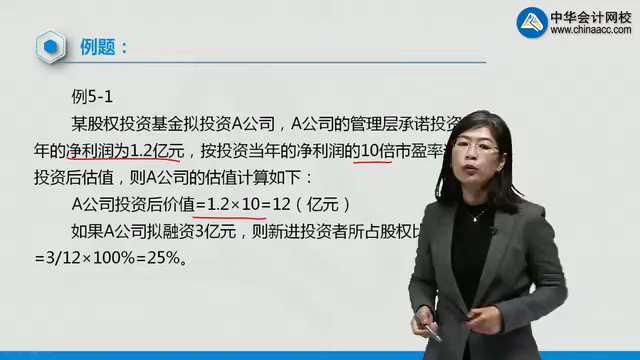 中华会计网校
www.chinaacc.com
例题：
例5-1
某股权投资基金拟投资A公司，A公司的管理层承诺投资
年的净利润为1.2亿元，按投资当年的净利润的10倍市盈率
投资后估值，则A公司的估值计算如下：
A公司投资后价值=1.2×10=12（亿元）
如果A公司拟融资3亿元，则新进投资者所占股权
=3/12×100%=25%。